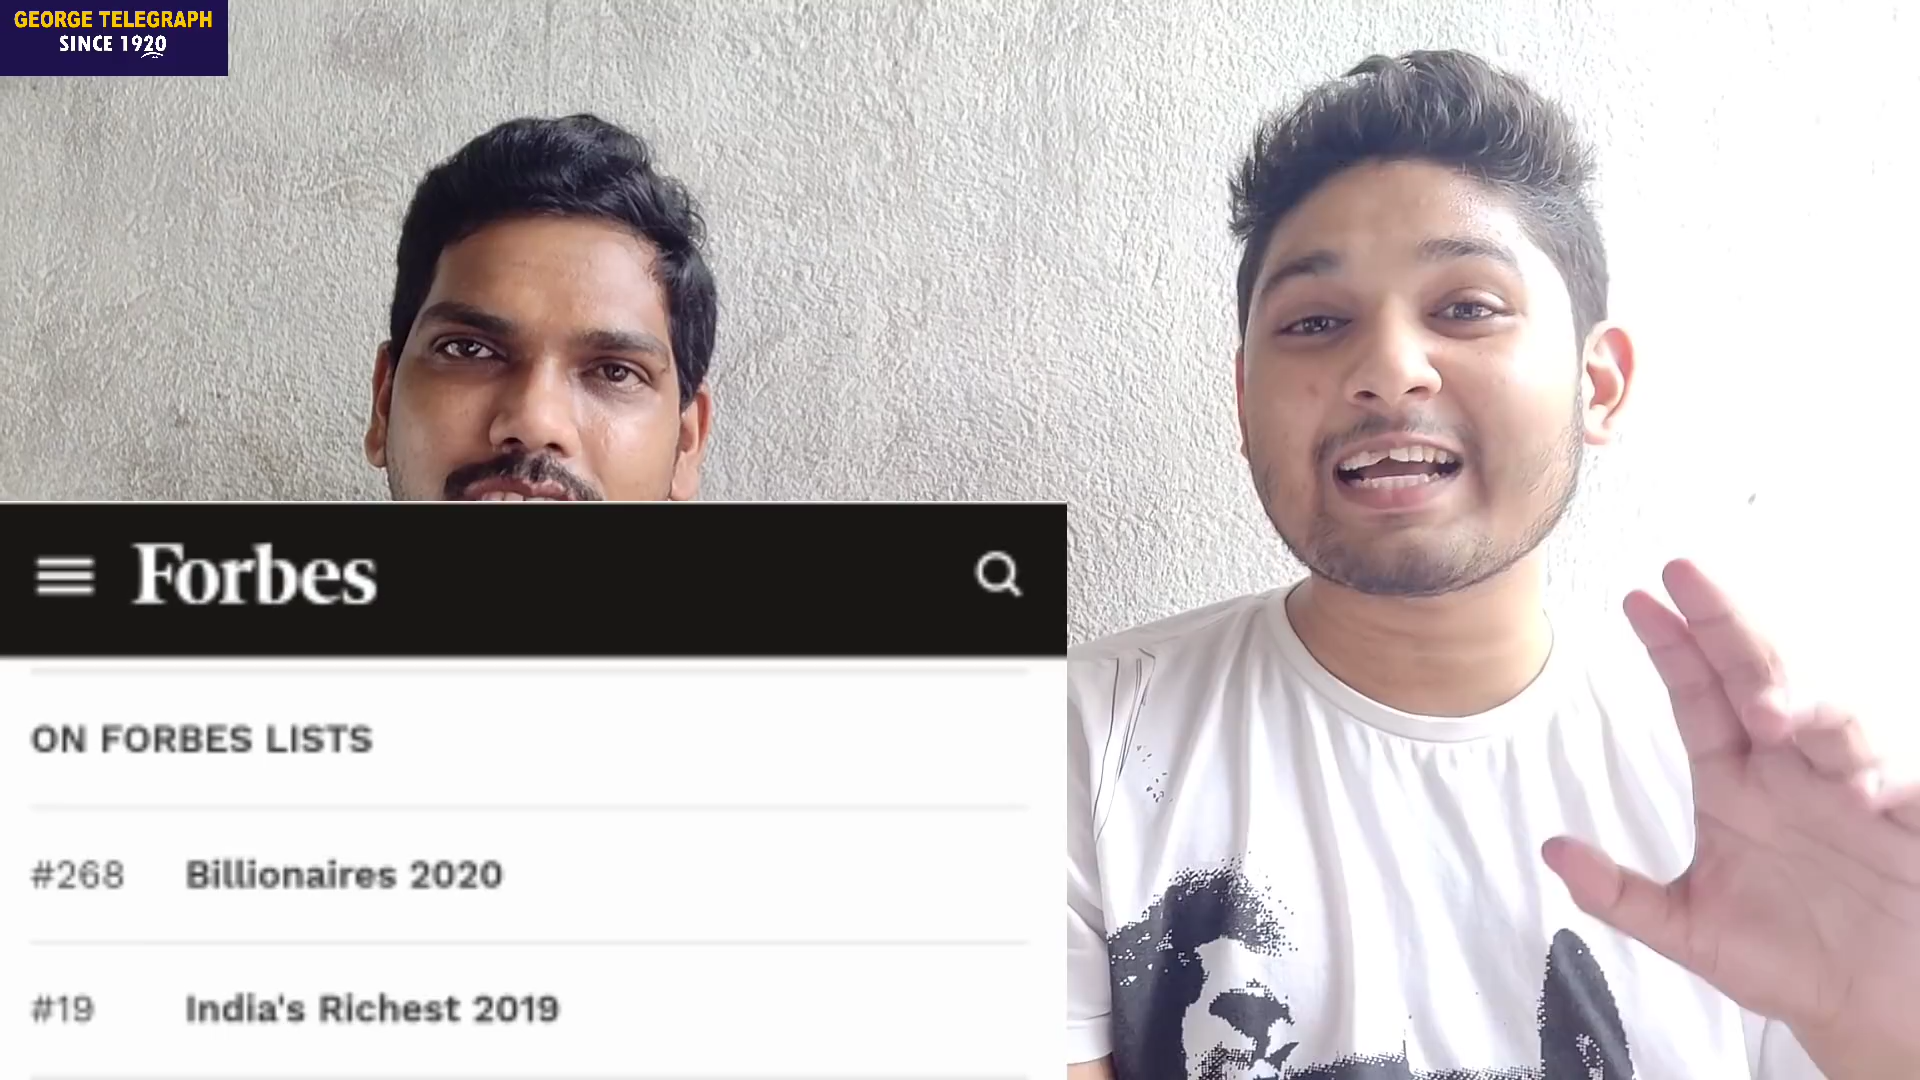 GEORGE TELEGRAPH
SINCE 1920
Forbes
ON FORBES LISTS
#268 Billionaires 2020
#19 India's Richest 2019